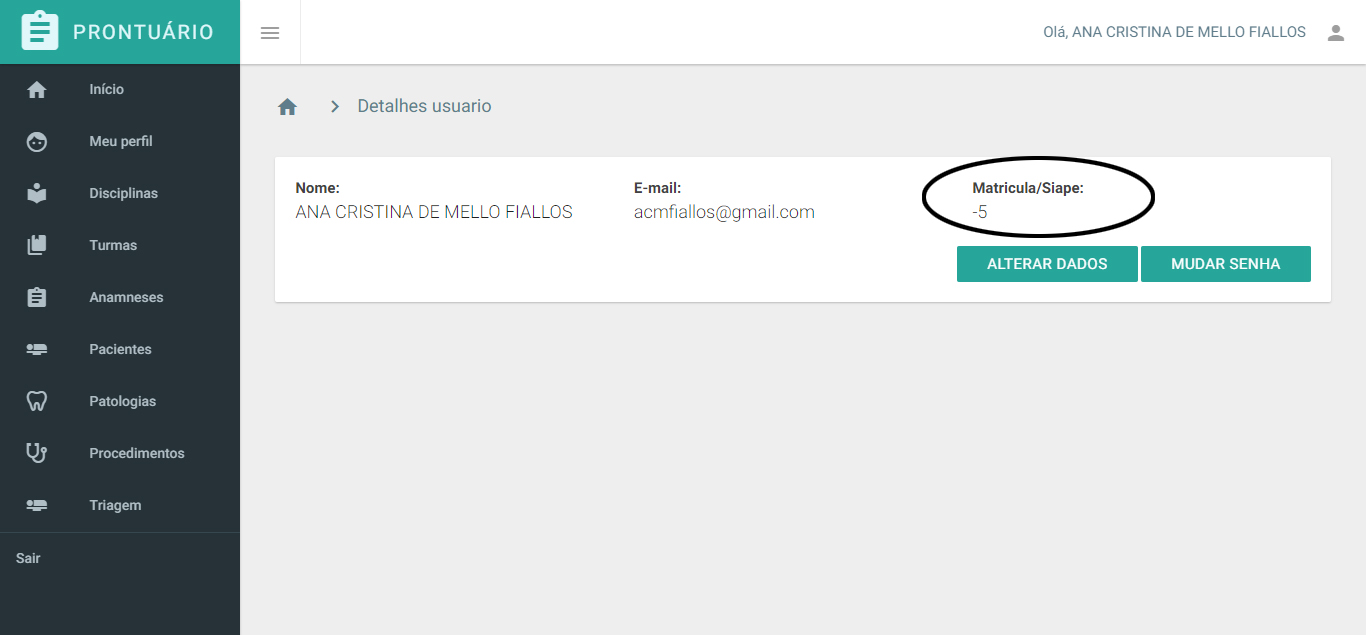 PRONTUÁRIO
Olá, ANA CRISTINA DE MELLO FIALLOS
Início
Meu perfil
Disciplinas
Turmas
Anamneses
Pacientes
Patologias
Procedimentos
Triagem
Sair
Detalhes usuario
Nome:
ANA CRISTINA DE MELLO FIALLOS
E-mail:
acmfiallos@gmail.com
Matricula/Siape:
-5
ALTERAR DADOS
MUDAR SENHA